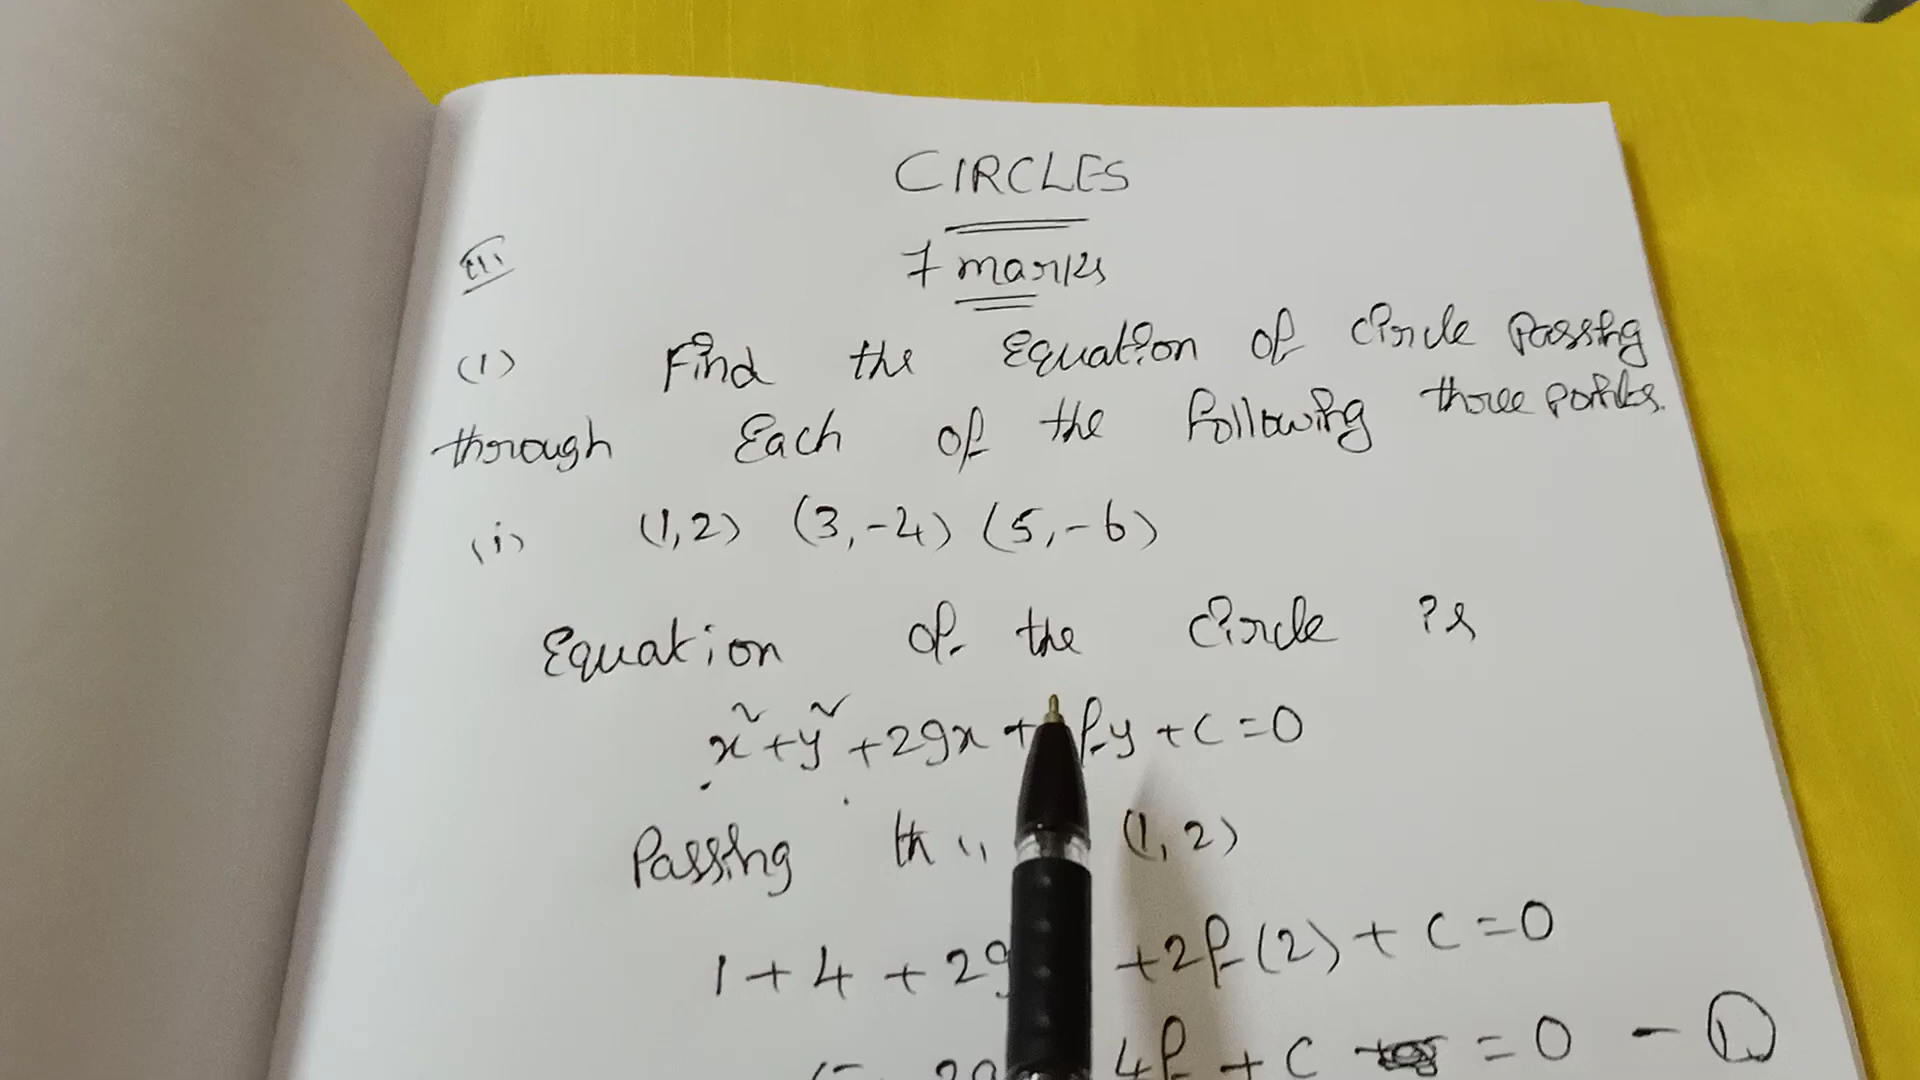 CIRCLES
7 marks
III.
(1) Find the Equation of circle passing
through Each of the following three points.
(i) (1,2) (3,-4) (5,-6)
Equation of the circle is
x²+y²+2gx+ fy+c=0
Passing (1,2)
1+4+2g +2f(2)+c=0
4f+c =0 - ①